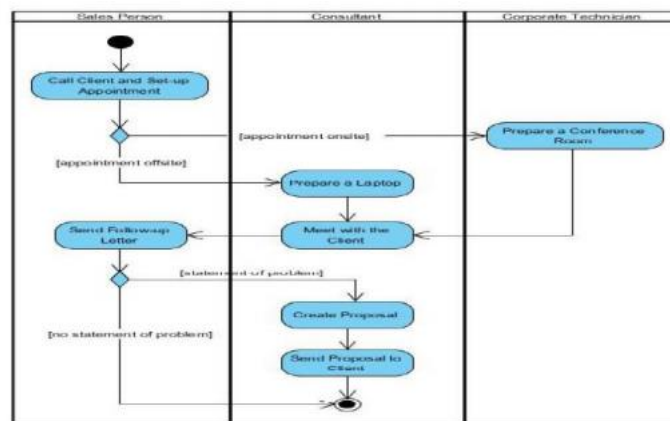 Sales Person
Consultant
Corporate Technician
Call Client and Set-up
Appointment
[appointment onsite]
Prepare a Conference
Room
[appointment offsite]
Prepare a Laptop
Send Follow-up
Letter
Meet with the
Client
[statement of problem]
Create Proposal
[no statement of problem]
Send Proposal to
Client